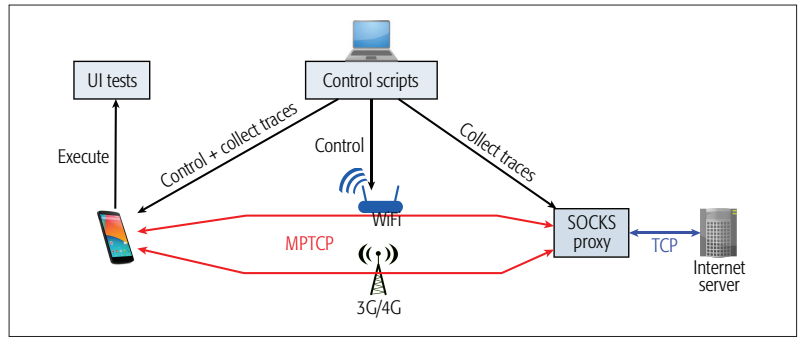 UI tests
Control scripts
Execute
Control + collect traces
Control
Collect traces
WiFi
MPTCP
SOCKS
proxy
TCP
Internet
server
3G/4G